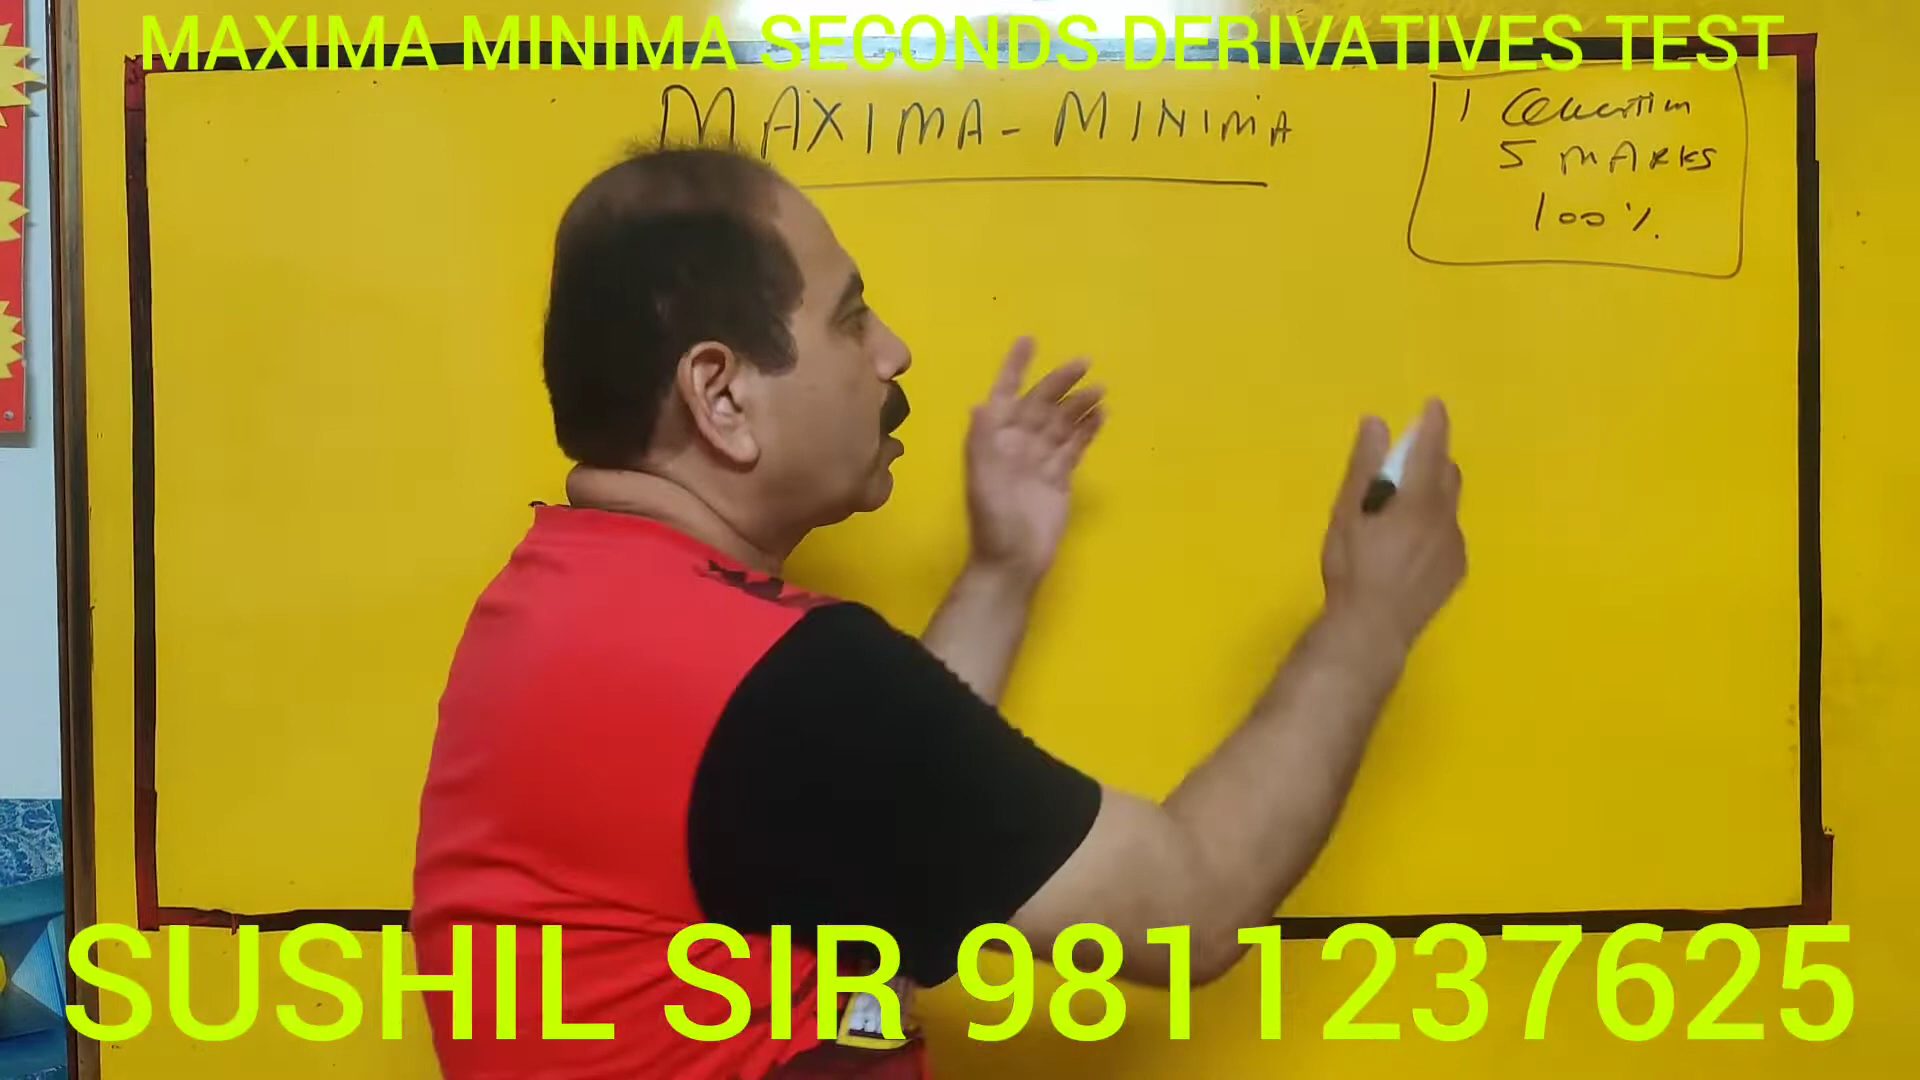 MAXIMA MINIMA SECONDS DERIVATIVES TEST
MAXIMA - MINIMA
1 Question
5 MARKS
100%
SUSHIL SIR 9811237625